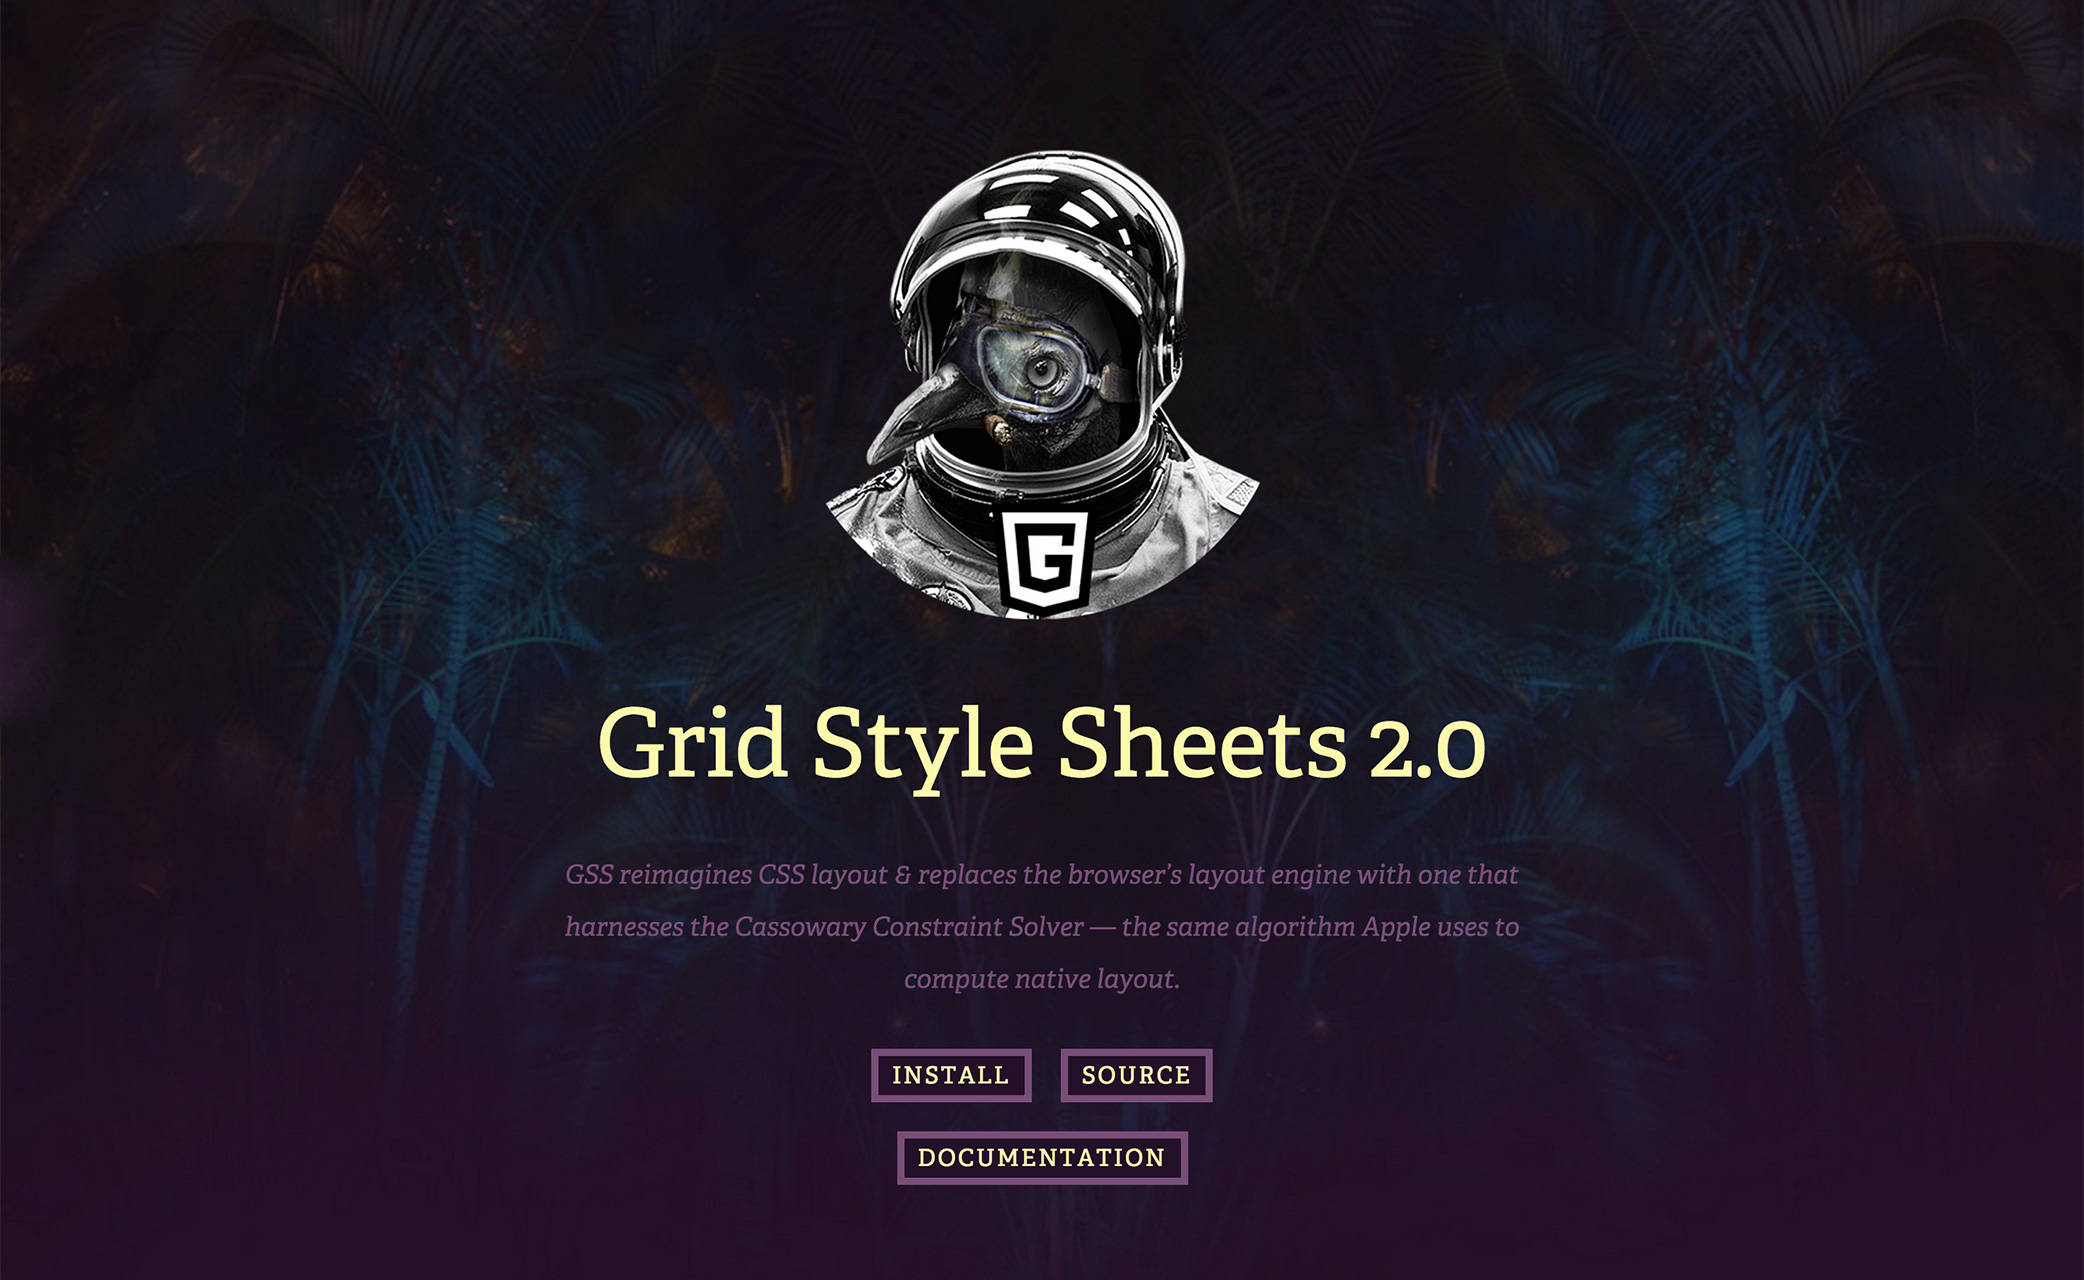 G
Grid Style Sheets 2.0
GSS reimagines CSS layout & replaces the browser’s layout engine with one that
harnesses the Cassowary Constraint Solver — the same algorithm Apple uses to
compute native layout.
INSTALL SOURCE
DOCUMENTATION